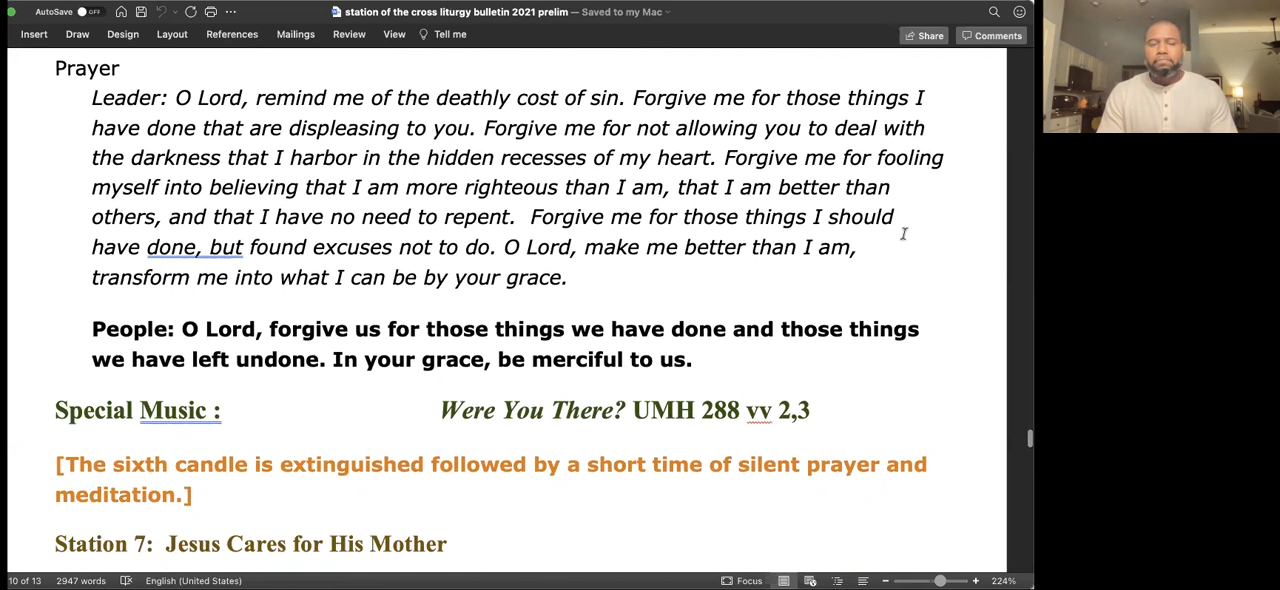 AutoSave OFF station of the cross liturgy bulletin 2021 prelim — Saved to my Mac
Insert Draw Design Layout References Mailings Review View Tell me Share Comments
Prayer
Leader: O Lord, remind me of the deathly cost of sin. Forgive me for those things I
have done that are displeasing to you. Forgive me for not allowing you to deal with
the darkness that I harbor in the hidden recesses of my heart. Forgive me for fooling
myself into believing that I am more righteous than I am, that I am better than
others, and that I have no need to repent.  Forgive me for those things I should
have done, but found excuses not to do. O Lord, make me better than I am,
transform me into what I can be by your grace.
People: O Lord, forgive us for those things we have done and those things
we have left undone. In your grace, be merciful to us.
Special Music : Were You There? UMH 288 vv 2,3
[The sixth candle is extinguished followed by a short time of silent prayer and
meditation.]
Station 7:  Jesus Cares for His Mother
10 of 13 2947 words English (United States) Focus 224%